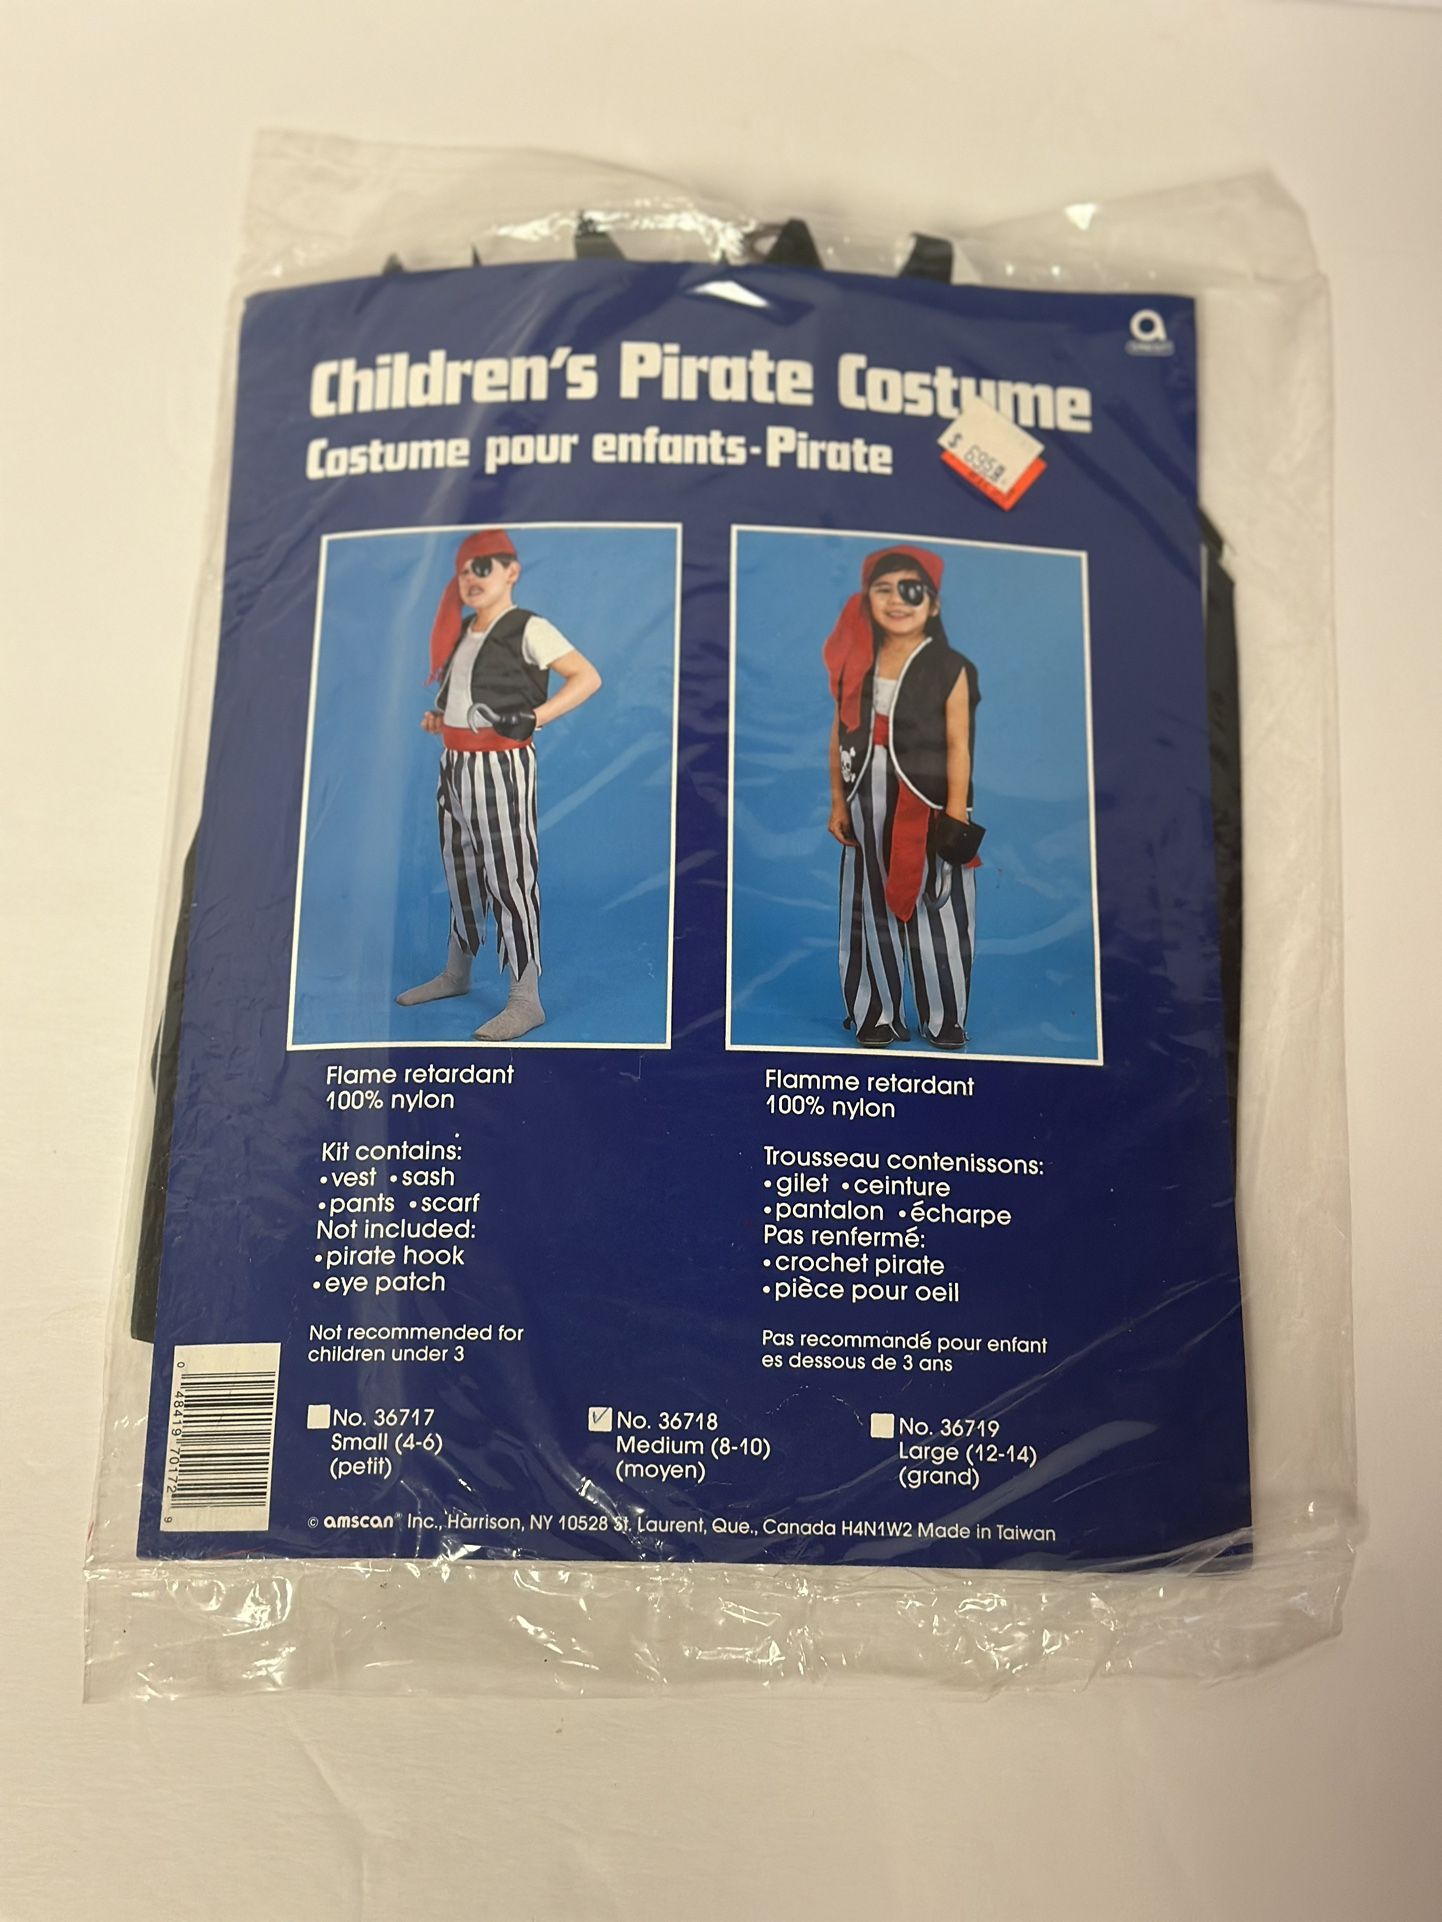 a
Children's Pirate Costume
Costume pour enfants-Pirate
$ 6.95
Flame retardant
100% nylon
Kit contains:
• vest • sash
• pants • scarf
Not included:
• pirate hook
• eye patch
Not recommended for
children under 3
Flamme retardant
100% nylon
Trousseau contenissons:
• gilet • ceinture
• pantalon • écharpe
Pas renfermé:
• crochet pirate
• pièce pour oeil
Pas recommandé pour enfant
es dessous de 3 ans
0 48419 70172 9
No. 36717
Small (4-6)
(petit)
No. 36718
Medium (8-10)
(moyen)
No. 36719
Large (12-14)
(grand)
© amscan® Inc., Harrison, NY 10528 St. Laurent, Que., Canada H4N1W2 Made in Taiwan